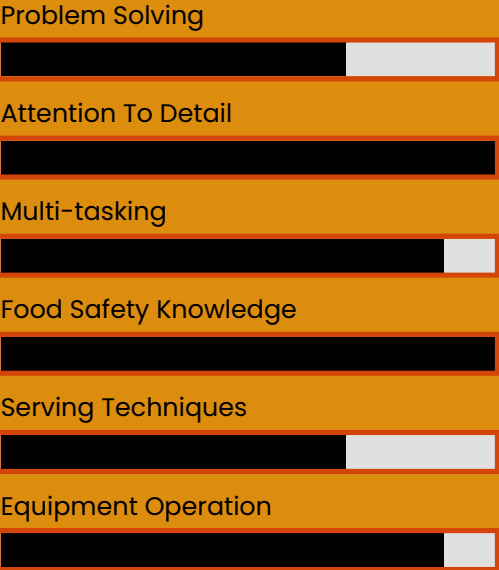 Problem Solving
Attention To Detail
Multi-tasking
Food Safety Knowledge
Serving Techniques
Equipment Operation